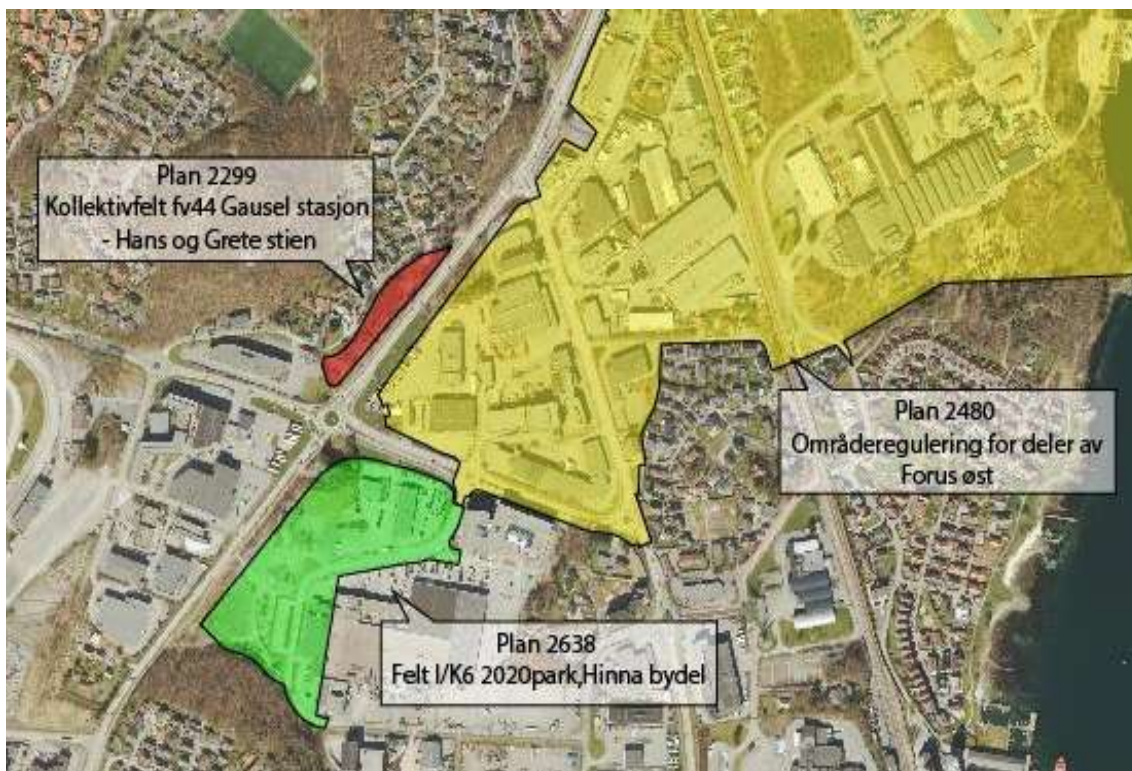 Plan 2299
Kollektivfelt fv44 Gausel stasjon
- Hans og Grete stien
Plan 2480
Områderegulering for deler av
Forus øst
Plan 2638
Felt I/K6 2020park,Hinna bydel